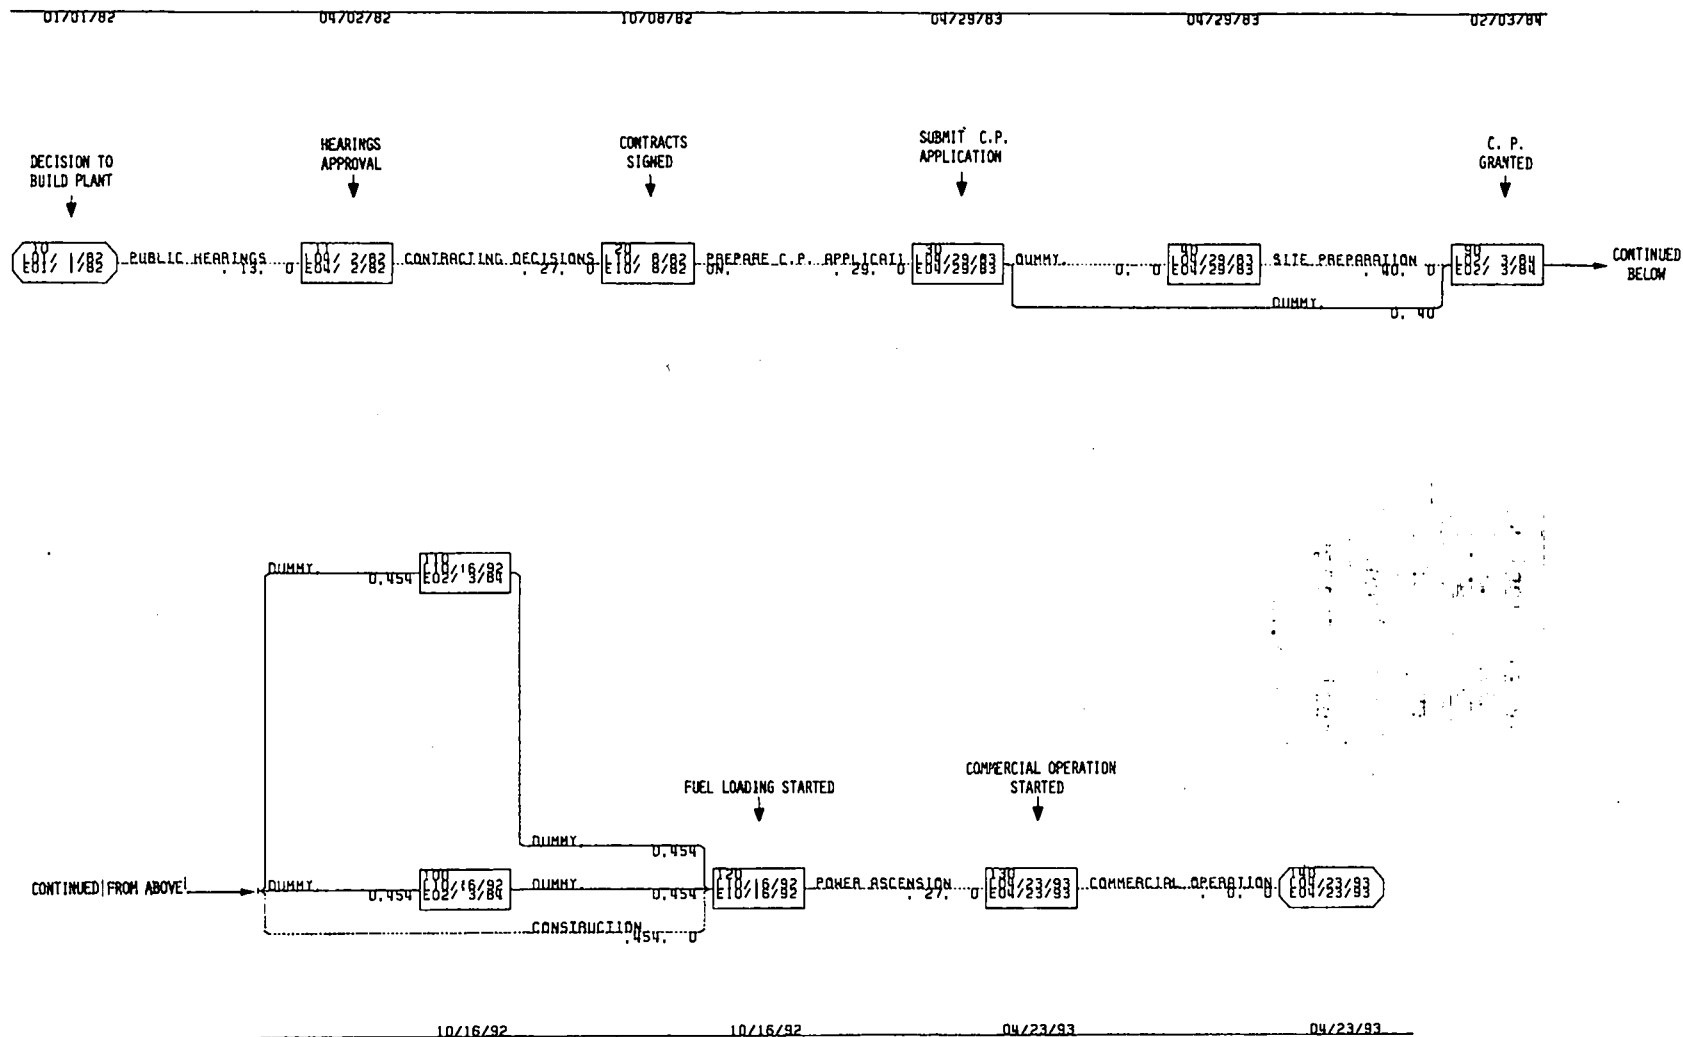 01/01/82 04/02/82 10/08/82 04/29/83 04/29/83 02/03/84
DECISION TO
BUILD PLANT
HEARINGS
APPROVAL
CONTRACTS
SIGNED
SUBMIT C.P.
APPLICATION
C. P.
GRANTED
10
L01/ 1/82
E01/ 1/82
PUBLIC HEARINGS
. 13. 0
11
L04/ 2/82
E04/ 2/82
CONTRACTING DECISIONS
. 27. 0
20
L10/ 8/82
E10/ 8/82
PREPARE C.P. APPLICATI
ON. . 29. 0
30
L04/29/83
E04/29/83
DUMMY.
0. 0
40
L04/29/83
E04/29/83
SITE PREPARATION
. 40. 0
90
L02/ 3/84
E02/ 3/84
CONTINUED
BELOW
DUMMY.
0. 40
DUMMY.
0.454
110
L10/16/92
E02/ 3/84
DUMMY.
0.454
FUEL LOADING STARTED
COMMERCIAL OPERATION
STARTED
CONTINUED FROM ABOVE
DUMMY.
0.454
100
L10/16/92
E02/ 3/84
DUMMY.
0.454
120
L10/16/92
E10/16/92
POWER ASCENSION
. 27. 0
130
L04/23/93
E04/23/93
COMMERCIAL OPERATION
. 0. 0
140
L04/23/93
E04/23/93
CONSTRUCTION
.454. 0
10/16/92 10/16/92 04/23/93 04/23/93